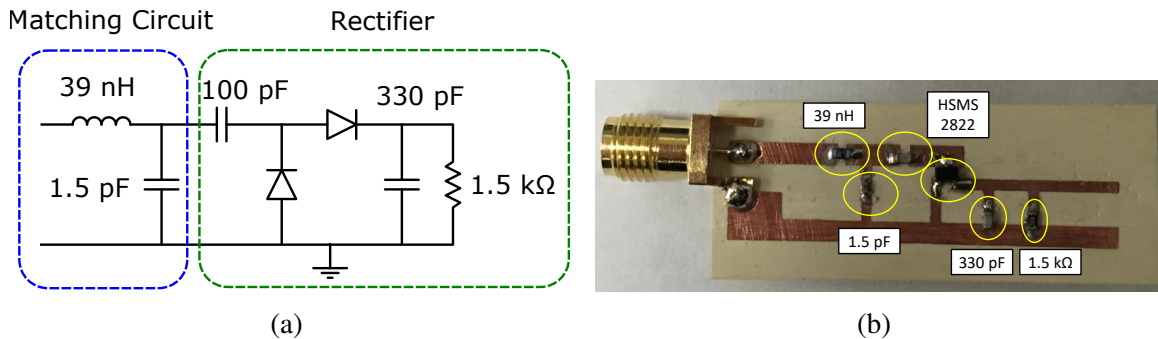 Matching Circuit
Rectifier
39 nH
100 pF
330 pF
1.5 pF
1.5 kΩ
(a)
39 nH
HSMS
2822
1.5 pF
330 pF
1.5 kΩ
(b)